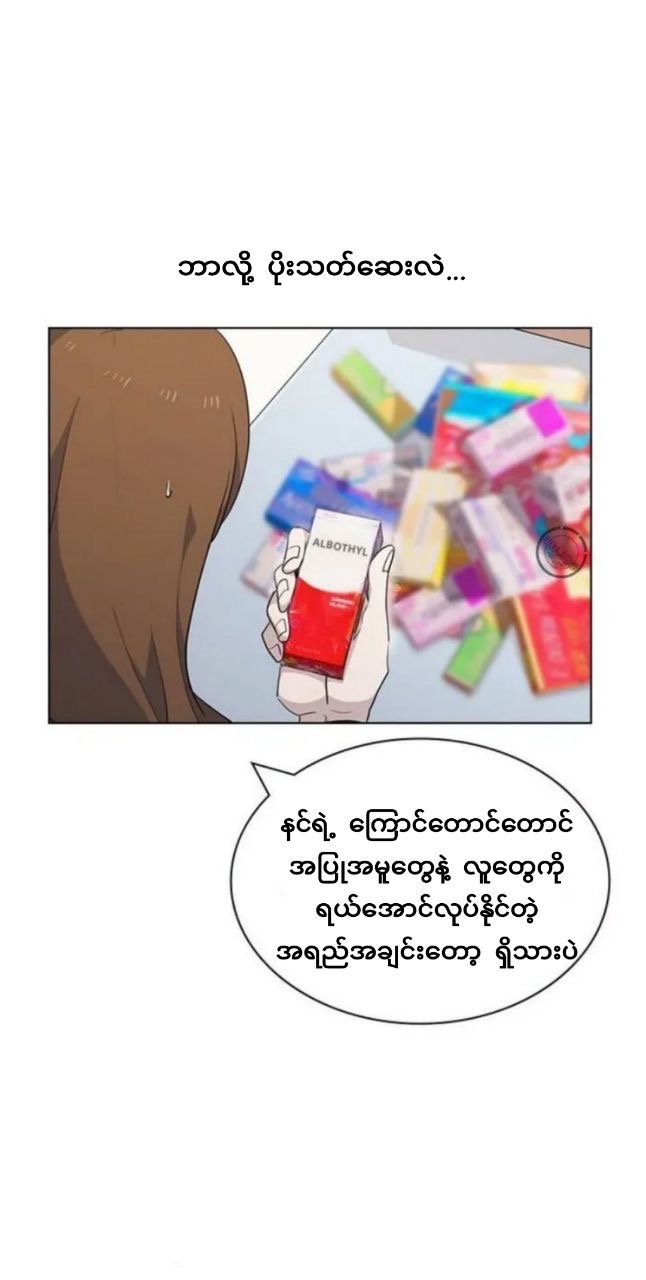 ဘာလို့ ပိုးသတ်ဆေးလဲ...
ALBOTHYL
နင်ရဲ့ ကြောင်တောင်တောင်
အပြုအမူတွေနဲ့ လူတွေကို
ရယ်အောင်လုပ်နိုင်တဲ့
အရည်အချင်းတော့ ရှိသားပဲ